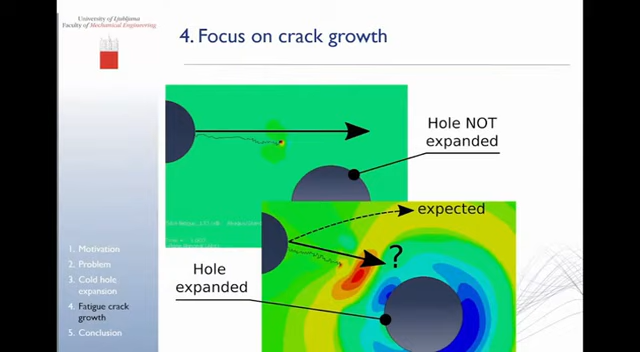 University of Ljubljana
Faculty of Mechanical Engineering
4. Focus on crack growth
Hole NOT
expanded
expected
?
Hole
expanded
1. Motivation
2. Problem
3. Cold hole
expansion
4. Fatigue crack
growth
5. Conclusion